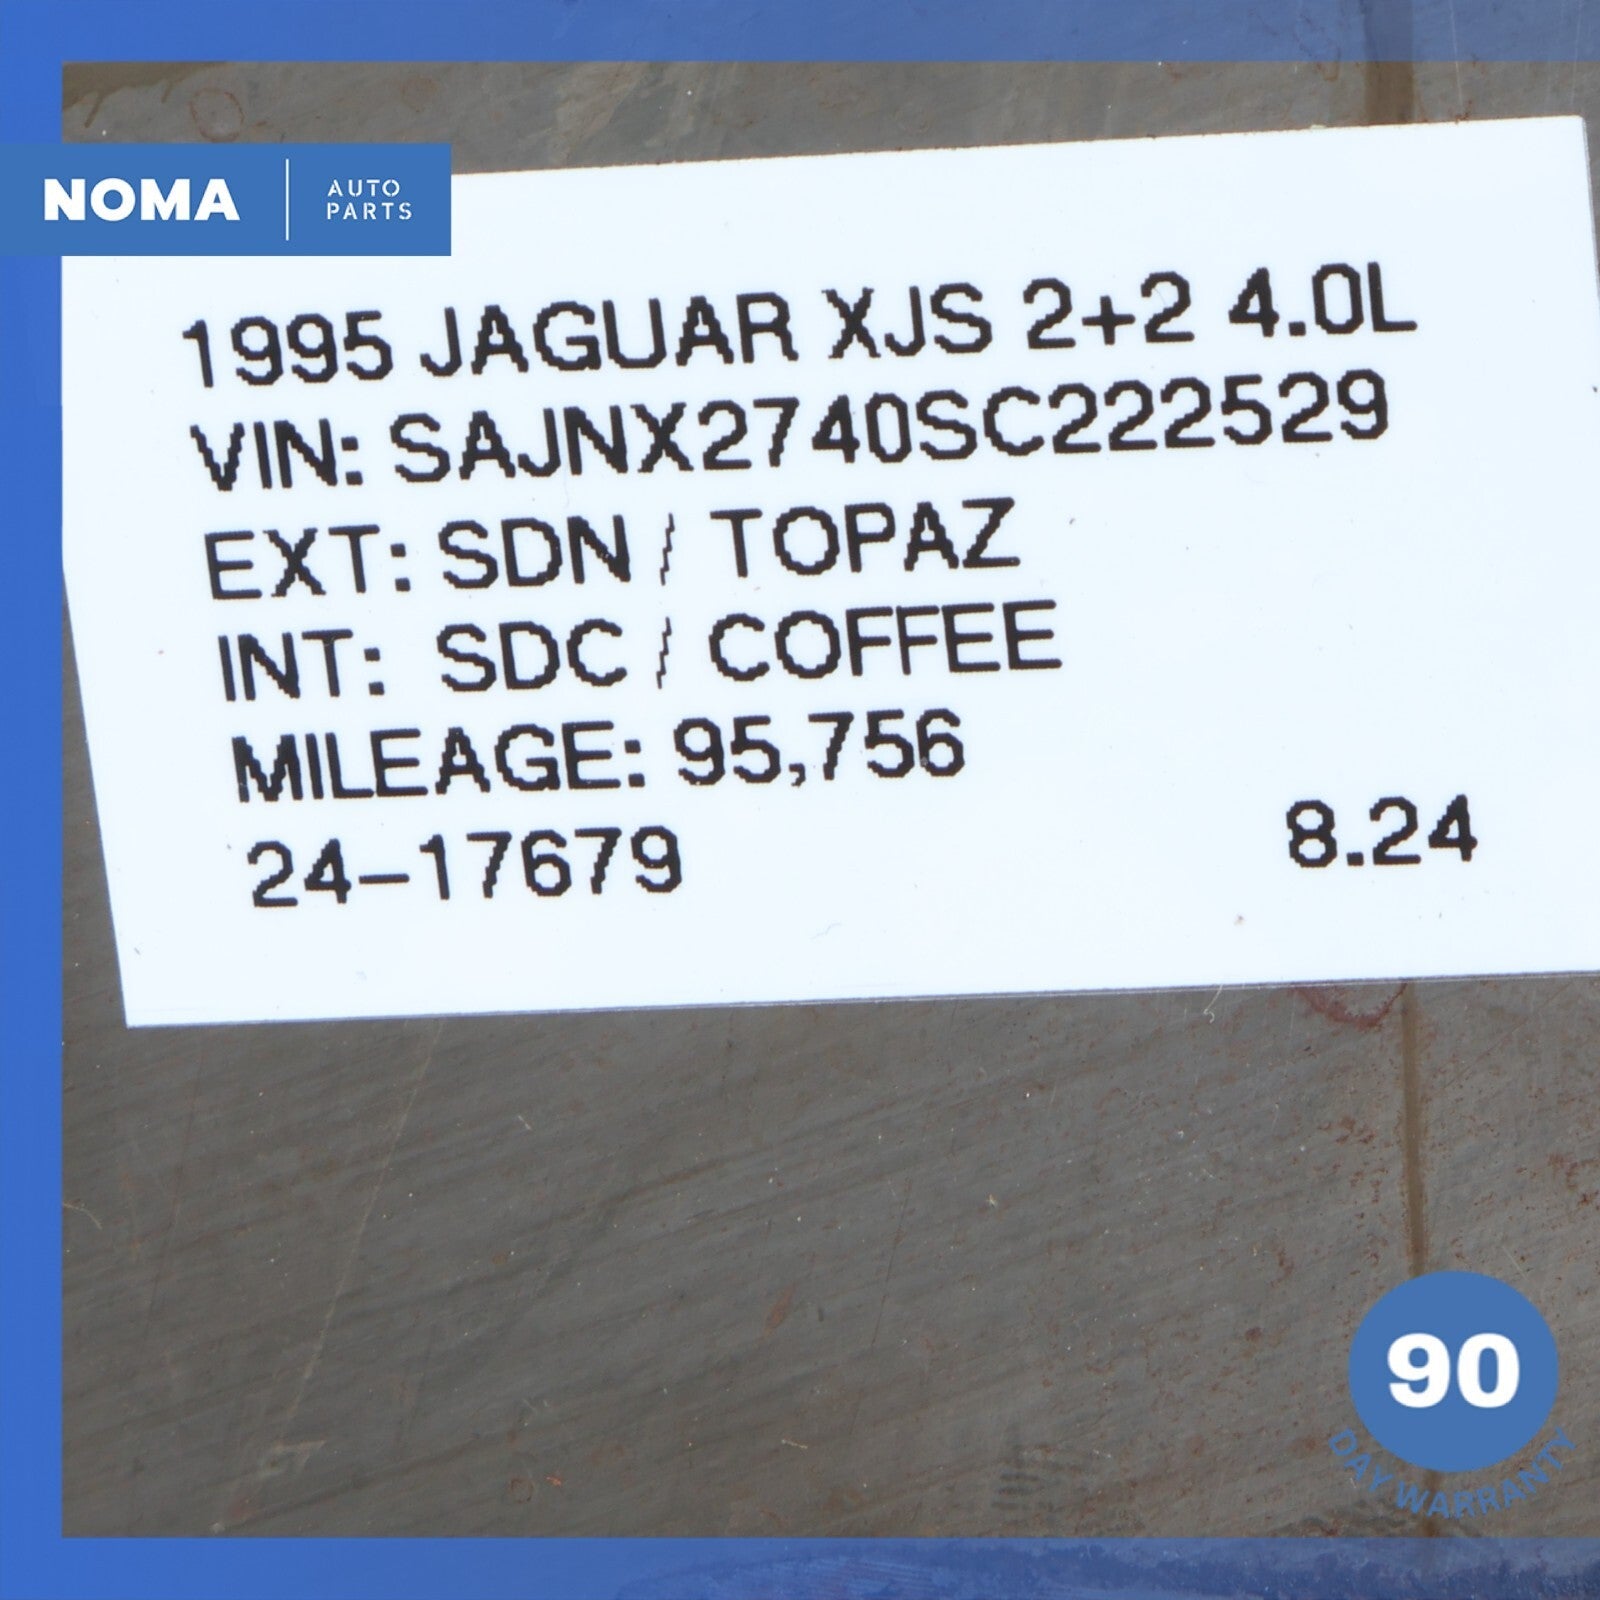 NOMA
AUTO
PARTS
1995 JAGUAR XJS 2+2 4.0L
VIN: SAJNX2740SC222529
EXT: SDN / TOPAZ
INT: SDC / COFFEE
MILEAGE: 95,756
24-17679 8.24
90
DAY WARRANTY